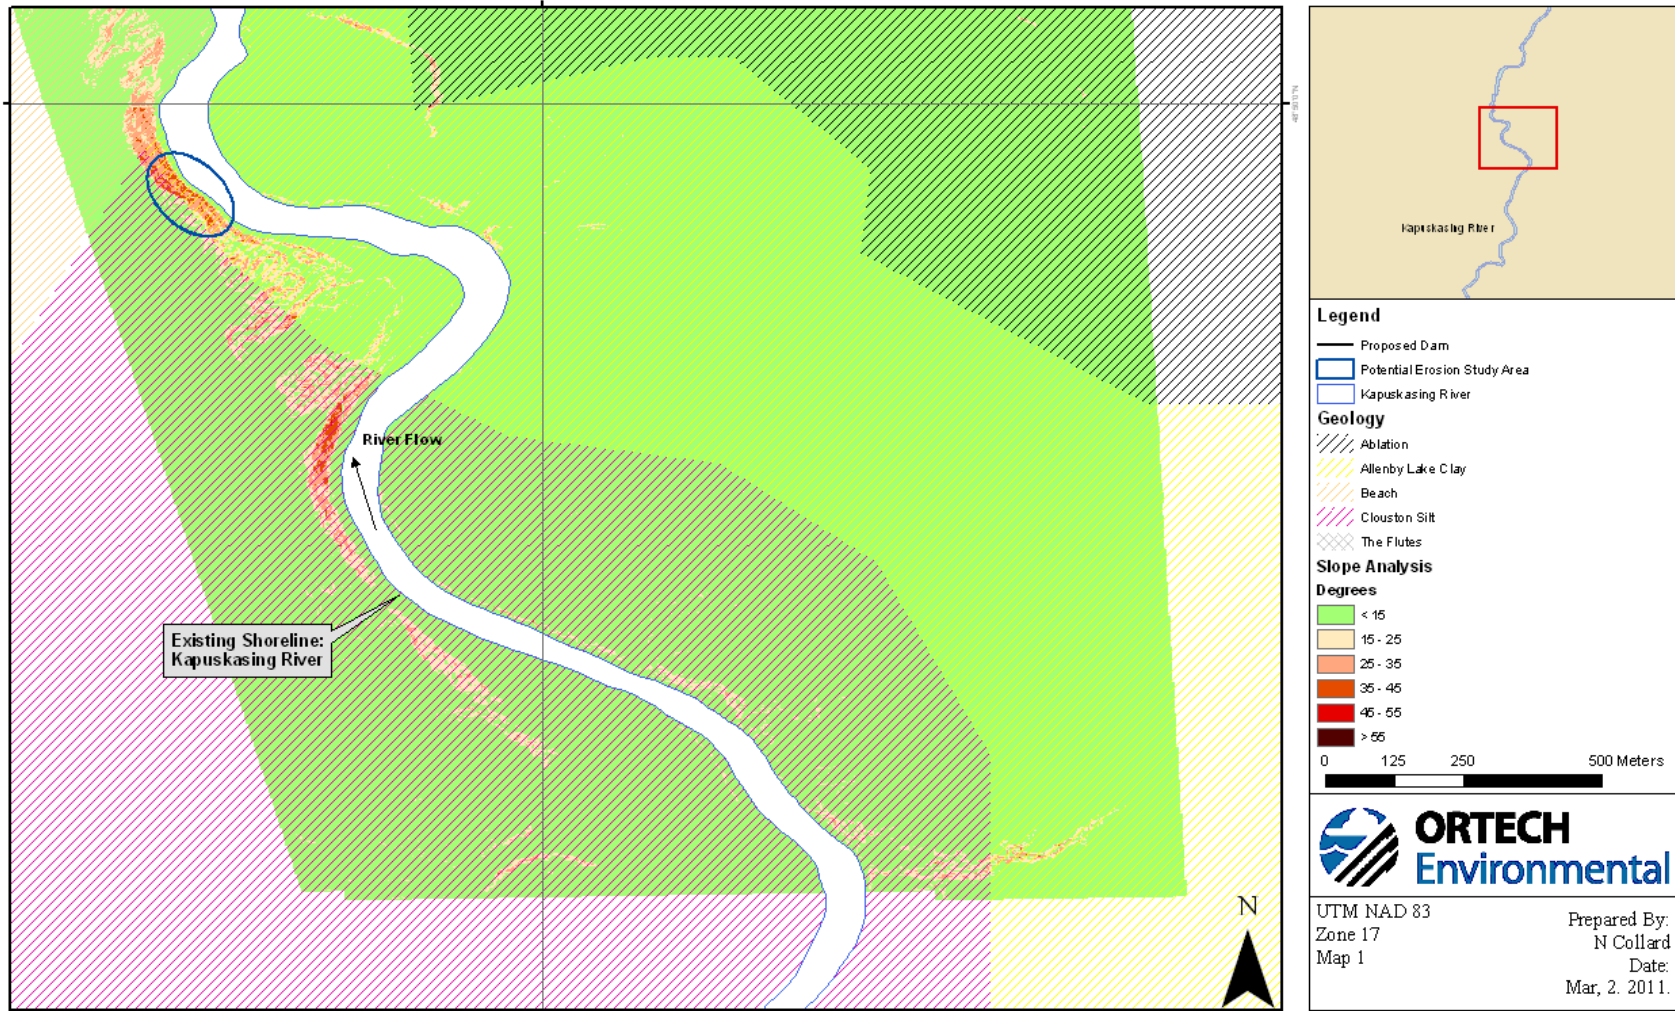 River Flow
Existing Shoreline:
Kapuskasing River
N
Kapuskasing River
Legend
Proposed Dam
Potential Erosion Study Area
Kapuskasing River
Geology
Ablation
Allenby Lake Clay
Beach
Clouston Silt
The Flutes
Slope Analysis
Degrees
< 15
15 - 25
25 - 35
35 - 45
45 - 55
> 55
0 125 250 500 Meters
ORTECH
Environmental
UTM NAD 83
Zone 17
Map 1
Prepared By:
N Collard
Date:
Mar, 2. 2011.